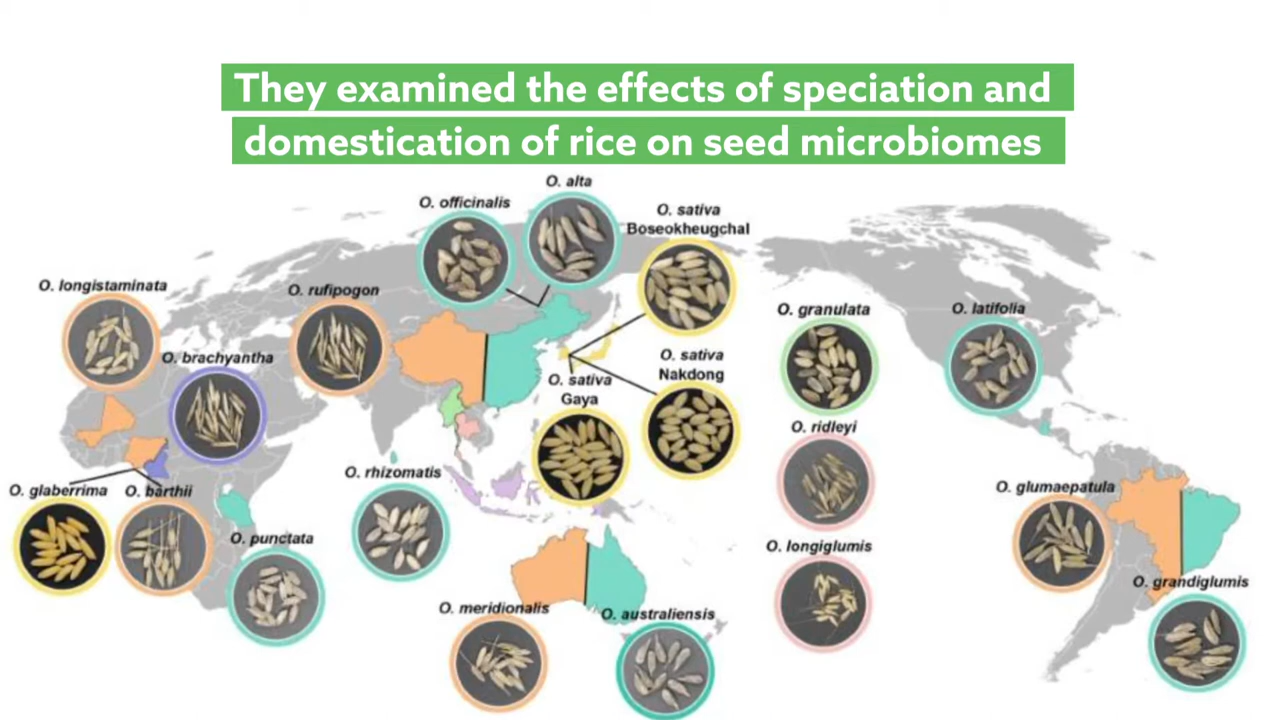 They examined the effects of speciation and
domestication of rice on seed microbiomes
O. alta
O. officinalis
O. sativa
Boseokheugchal
O. longistaminata
O. rufipogon
O. granulata
O. latifolia
O. brachyantha
O. sativa
Nakdong
O. sativa
Gaya
O. ridleyi
O. rhizomatis
O. glaberrima
O. barthii
O. glumaepatula
O. punctata
O. longiglumis
O. grandiglumis
O. meridionalis
O. australiensis